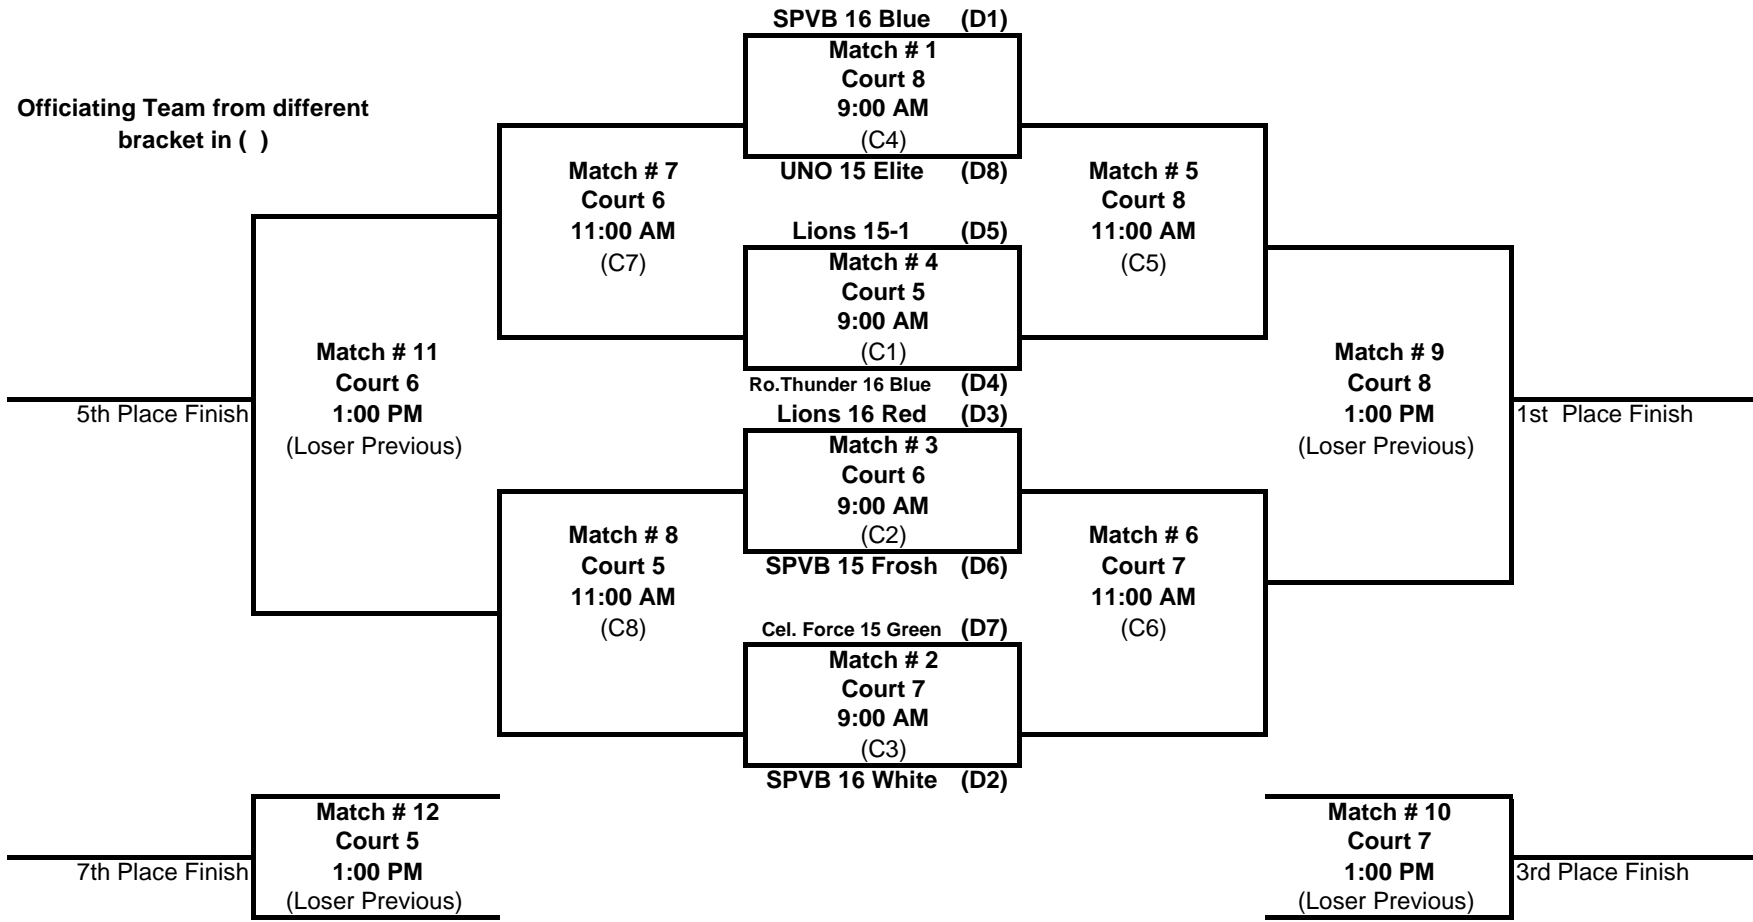 SPVB 16 Blue (D1)
Match # 1
Court 8
9:00 AM
(C4)
UNO 15 Elite (D8)
Officiating Team from different
bracket in ( )
Match # 7
Court 6
11:00 AM
(C7)
Match # 5
Court 8
11:00 AM
(C5)
Lions 15-1 (D5)
Match # 4
Court 5
9:00 AM
(C1)
Ro.Thunder 16 Blue (D4)
Match # 11
Court 6
1:00 PM
(Loser Previous)
5th Place Finish
Match # 9
Court 8
1:00 PM
(Loser Previous)
1st Place Finish
Lions 16 Red (D3)
Match # 3
Court 6
9:00 AM
(C2)
SPVB 15 Frosh (D6)
Match # 8
Court 5
11:00 AM
(C8)
Match # 6
Court 7
11:00 AM
(C6)
Cel. Force 15 Green (D7)
Match # 2
Court 7
9:00 AM
(C3)
SPVB 16 White (D2)
Match # 12
Court 5
1:00 PM
(Loser Previous)
7th Place Finish
Match # 10
Court 7
1:00 PM
(Loser Previous)
3rd Place Finish